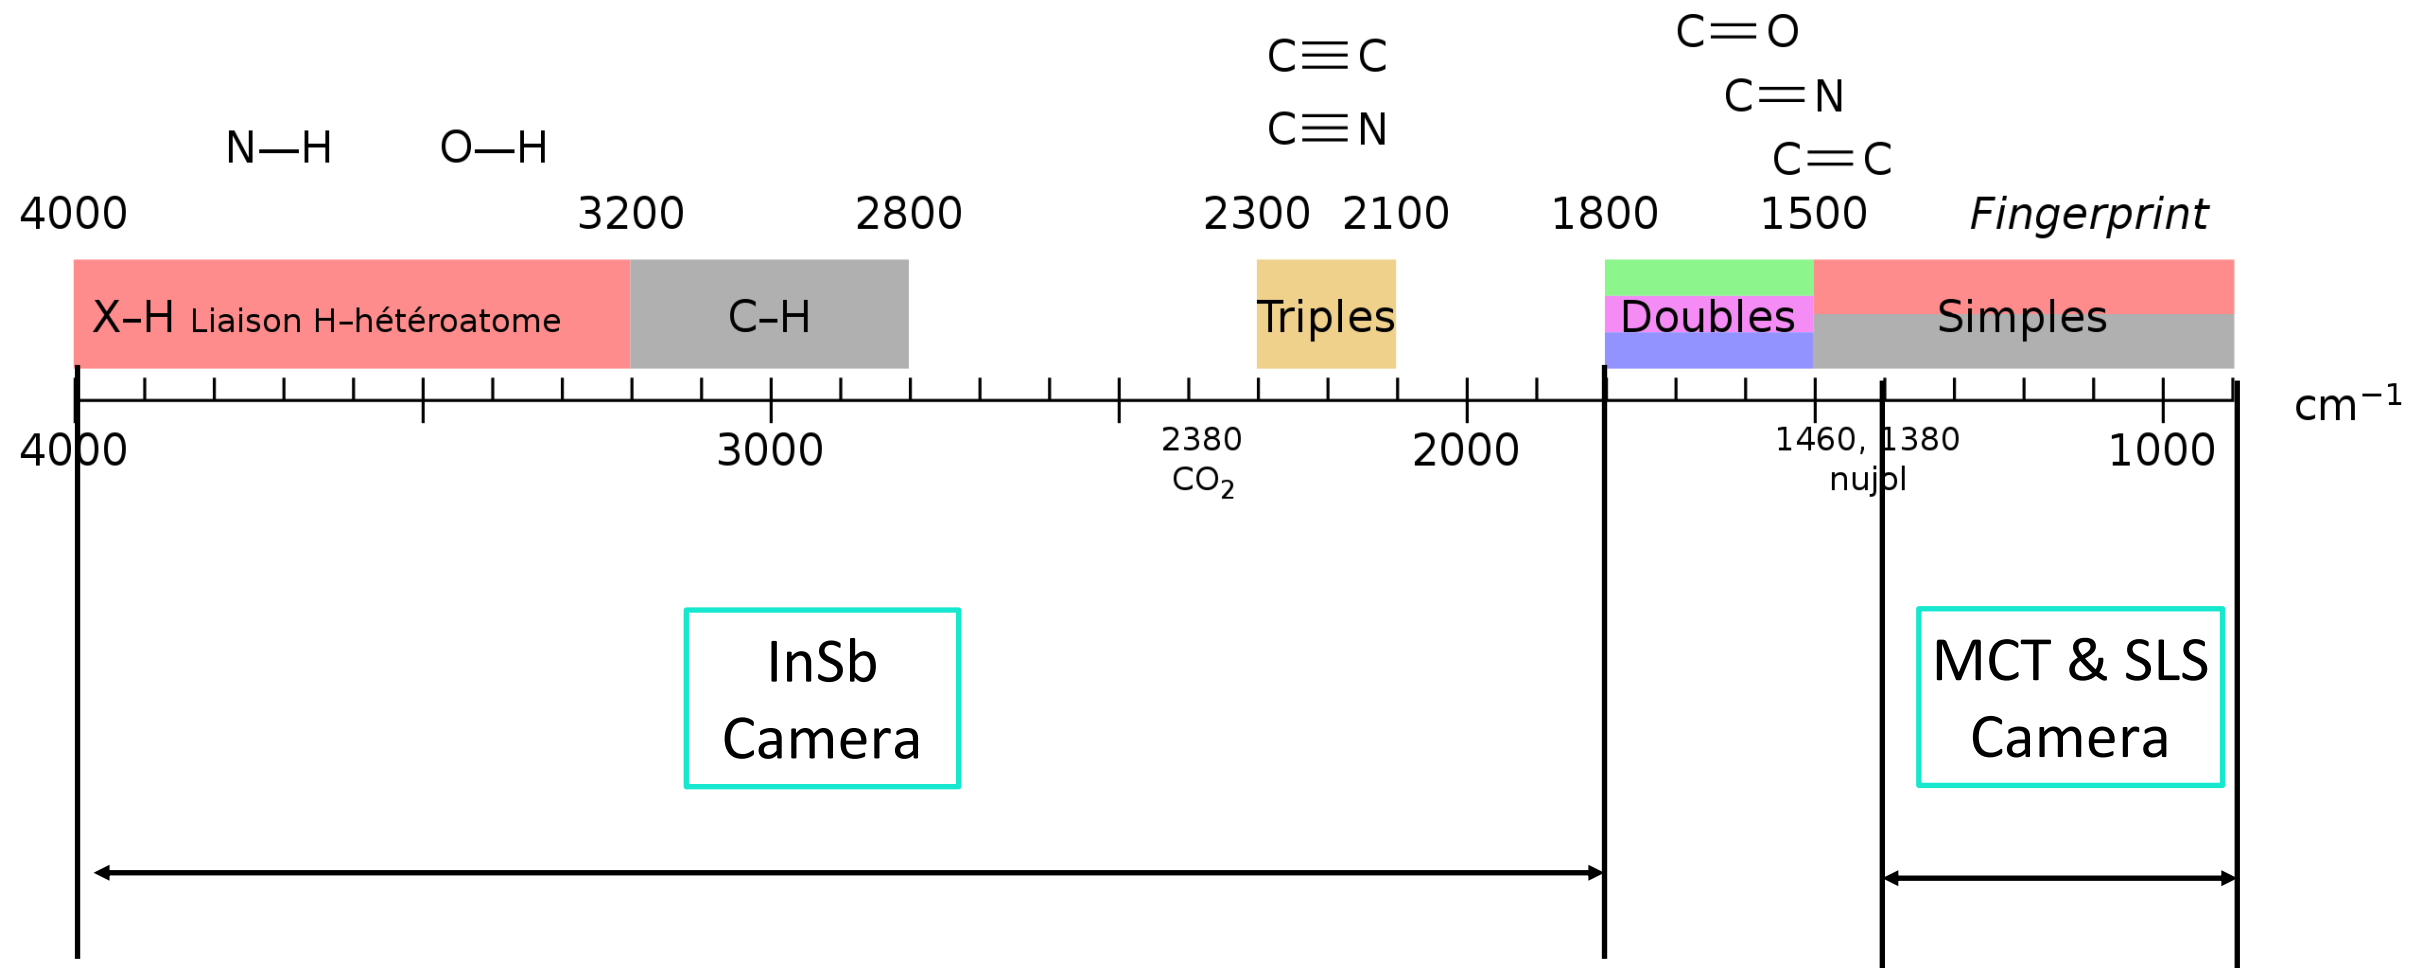 C≡C
C≡N
C=O
C=N
C=C
N—H O—H
4000 3200 2800 2300 2100 1800 1500 Fingerprint
X–H Liaison H–hétéroatome C–H Triples Doubles Simples
cm⁻¹
4000 3000 2380 2000 1460, 1380 1000
CO₂ nujol
InSb
Camera
MCT & SLS
Camera